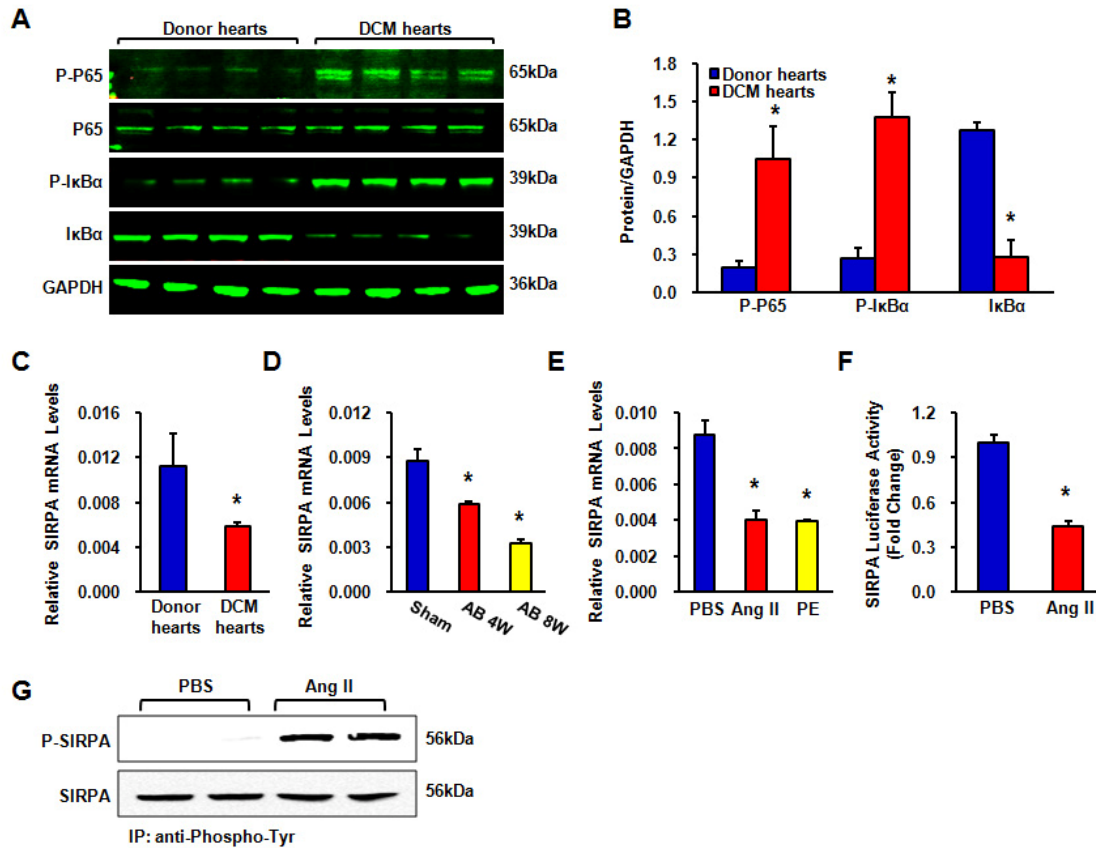 A
Donor hearts DCM hearts
P-P65 65kDa
P65 65kDa
P-IκBα 39kDa
IκBα 39kDa
GAPDH 36kDa
B
Protein/GAPDH
1.8
1.5
1.2
0.9
0.6
0.3
0.0
Donor hearts
DCM hearts
* * *
P-P65 P-IκBα IκBα
C
Relative SIRPA mRNA Levels
0.016
0.012
0.008
0.004
0.000
*
Donor hearts
DCM hearts
D
Relative SIRPA mRNA Levels
0.012
0.009
0.006
0.003
0.000
* *
Sham AB 4W AB 8W
E
Relative SIRPA mRNA Levels
0.010
0.008
0.006
0.004
0.002
0.000
* *
PBS Ang II PE
F
SIRPA Luciferase Activity
(Fold Change)
1.2
0.9
0.6
0.3
0.0
*
PBS Ang II
G
PBS Ang II
P-SIRPA 56kDa
SIRPA 56kDa
IP: anti-Phospho-Tyr